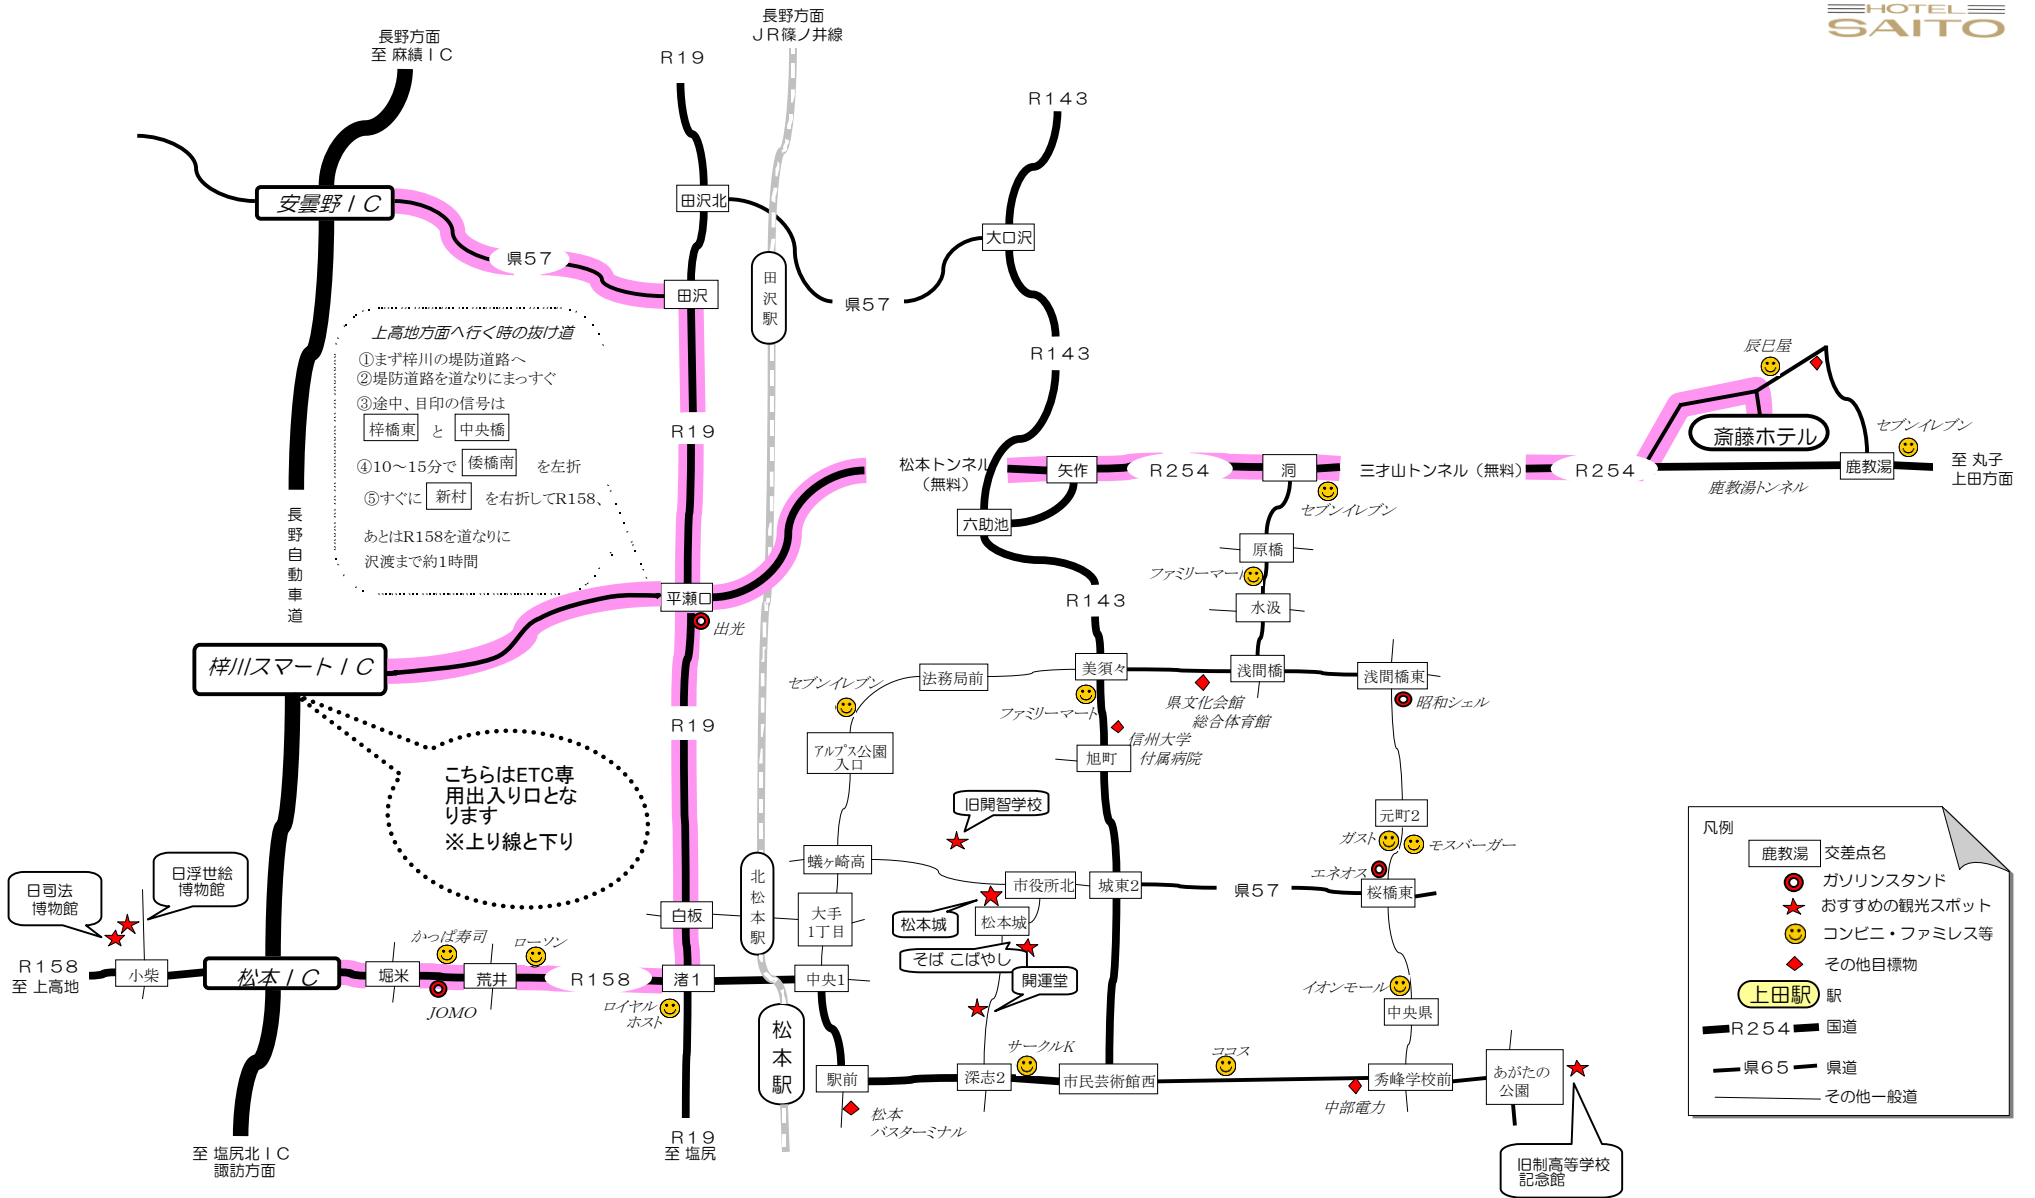 HOTEL
SAITO
長野方面
至 麻績ＩＣ
Ｒ19
長野方面
ＪＲ篠ノ井線
Ｒ143
安曇野ＩＣ
県57
田沢北
田沢
田沢駅
大口沢
県57
Ｒ143
上高地方面へ行く時の抜け道
①まず梓川の堤防道路へ
②堤防道路を道なりにまっすぐ
③途中、目印の信号は
梓橋東 と 中央橋
④10～15分で 倭橋南 を左折
⑤すぐに 新村 を右折してR158、
あとはR158を道なりに
沢渡まで約1時間
長野自動車道
Ｒ19
松本トンネル
（無料）
矢作
Ｒ254
洞
三才山トンネル（無料）
Ｒ254
辰巳屋
斎藤ホテル
セブンイレブン
鹿教湯
鹿教湯トンネル
至 丸子
上田方面
セブンイレブン
六助池
原橋
ファミリーマート
水汲
平瀬口
出光
Ｒ143
梓川スマートＩＣ
こちらはETC専
用出入り口とな
ります
※上り線と下り
Ｒ19
セブンイレブン
法務局前
美須々
ファミリーマート
県文化会館
総合体育館
浅間橋
浅間橋東
昭和シェル
信州大学
付属病院
旭町
アルプス公園
入口
旧開智学校
元町2
ガスト
モスバーガー
エネオス
桜橋東
蟻ヶ崎高
市役所北
城東2
県57
日司法
博物館
日浮世絵
博物館
白板
北松本駅
大手
1丁目
松本城
松本城
そば こばやし
開運堂
Ｒ158
至 上高地
小柴
松本ＩＣ
堀米
かっぱ寿司
JOMO
荒井
ローソン
Ｒ158
渚1
ロイヤル
ホスト
中央1
松本駅
イオンモール
中央県
駅前
松本
バスターミナル
深志2
サークルK
市民芸術館西
ココス
中部電力
秀峰学校前
あがたの
公園
旧制高等学校
記念館
至 塩尻北ＩＣ
諏訪方面
Ｒ19
至 塩尻
凡例
鹿教湯 交差点名
ガソリンスタンド
おすすめの観光スポット
コンビニ・ファミレス等
その他目標物
上田駅 駅
Ｒ254 国道
県65 県道
その他一般道